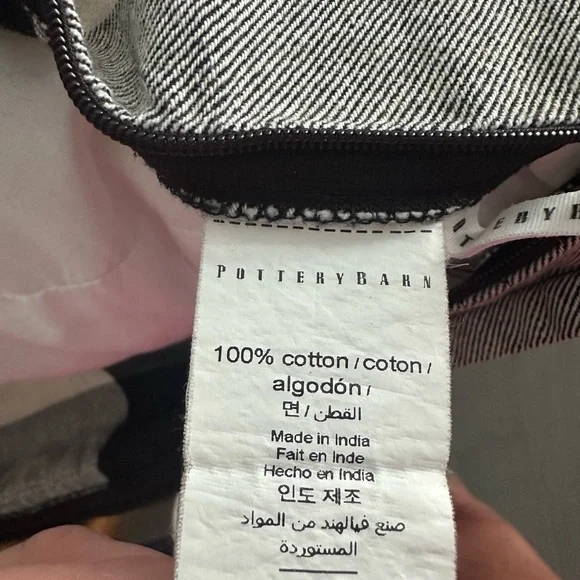 POTTERYBARN
100% cotton / coton /
algodón /
면 / القطن /
Made in India
Fait en Inde
Hecho en India
인도 제조
صنع فيالهند من المواد
المستوردة